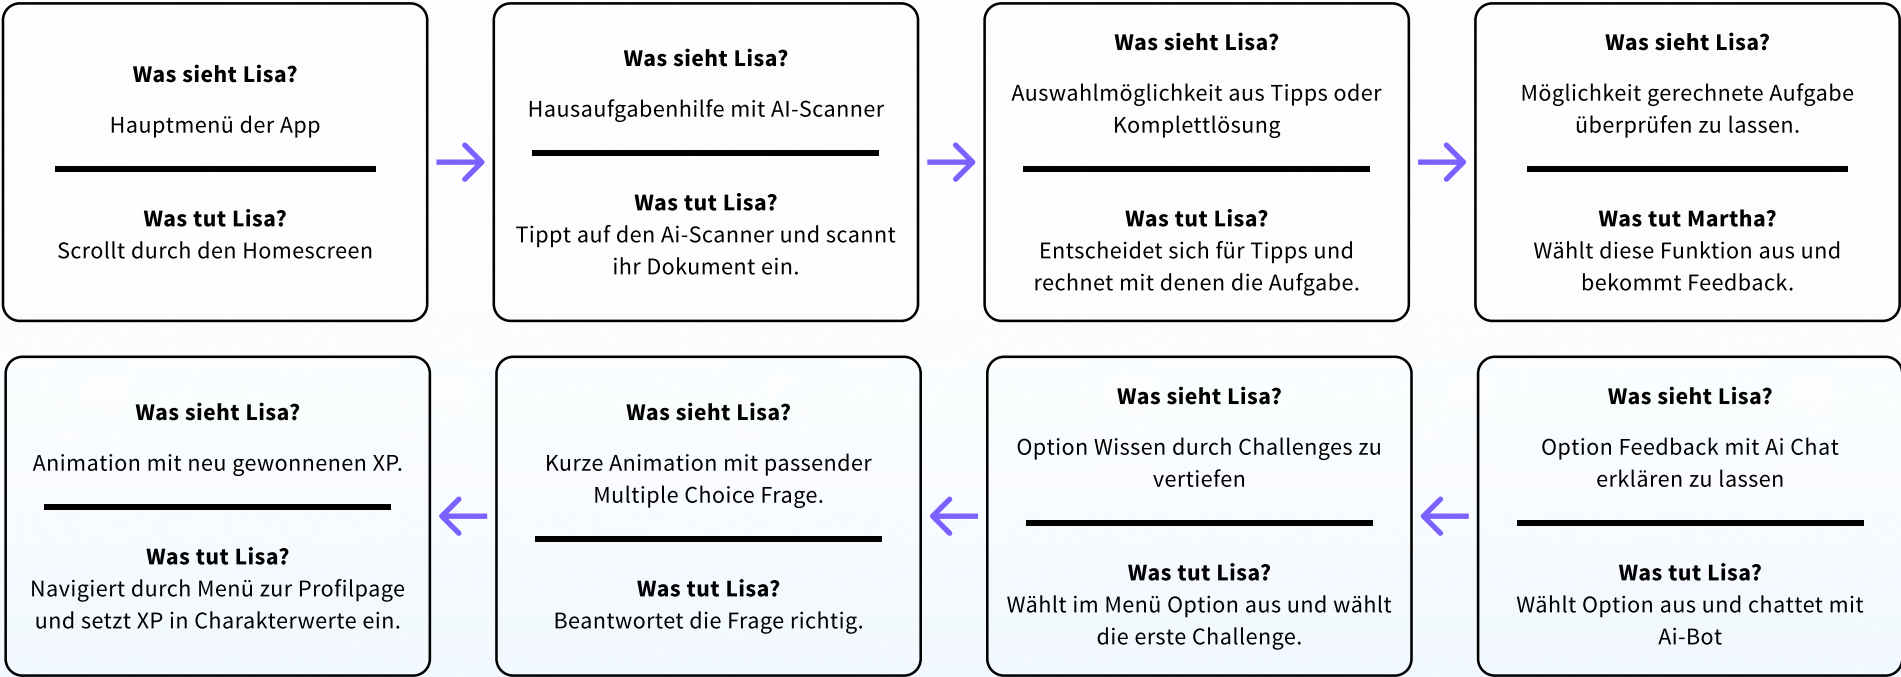 Was sieht Lisa?
Hauptmenü der App
Was tut Lisa?
Scrollt durch den Homescreen
Was sieht Lisa?
Hausaufgabenhilfe mit AI-Scanner
Was tut Lisa?
Tippt auf den Ai-Scanner und scannt
ihr Dokument ein.
Was sieht Lisa?
Auswahlmöglichkeit aus Tipps oder
Komplettlösung
Was tut Lisa?
Entscheidet sich für Tipps und
rechnet mit denen die Aufgabe.
Was sieht Lisa?
Möglichkeit gerechnete Aufgabe
überprüfen zu lassen.
Was tut Martha?
Wählt diese Funktion aus und
bekommt Feedback.
Was sieht Lisa?
Option Feedback mit Ai Chat
erklären zu lassen
Was tut Lisa?
Wählt Option aus und chattet mit
Ai-Bot
Was sieht Lisa?
Option Wissen durch Challenges zu
vertiefen
Was tut Lisa?
Wählt im Menü Option aus und wählt
die erste Challenge.
Was sieht Lisa?
Kurze Animation mit passender
Multiple Choice Frage.
Was tut Lisa?
Beantwortet die Frage richtig.
Was sieht Lisa?
Animation mit neu gewonnenen XP.
Was tut Lisa?
Navigiert durch Menü zur Profilpage
und setzt XP in Charakterwerte ein.